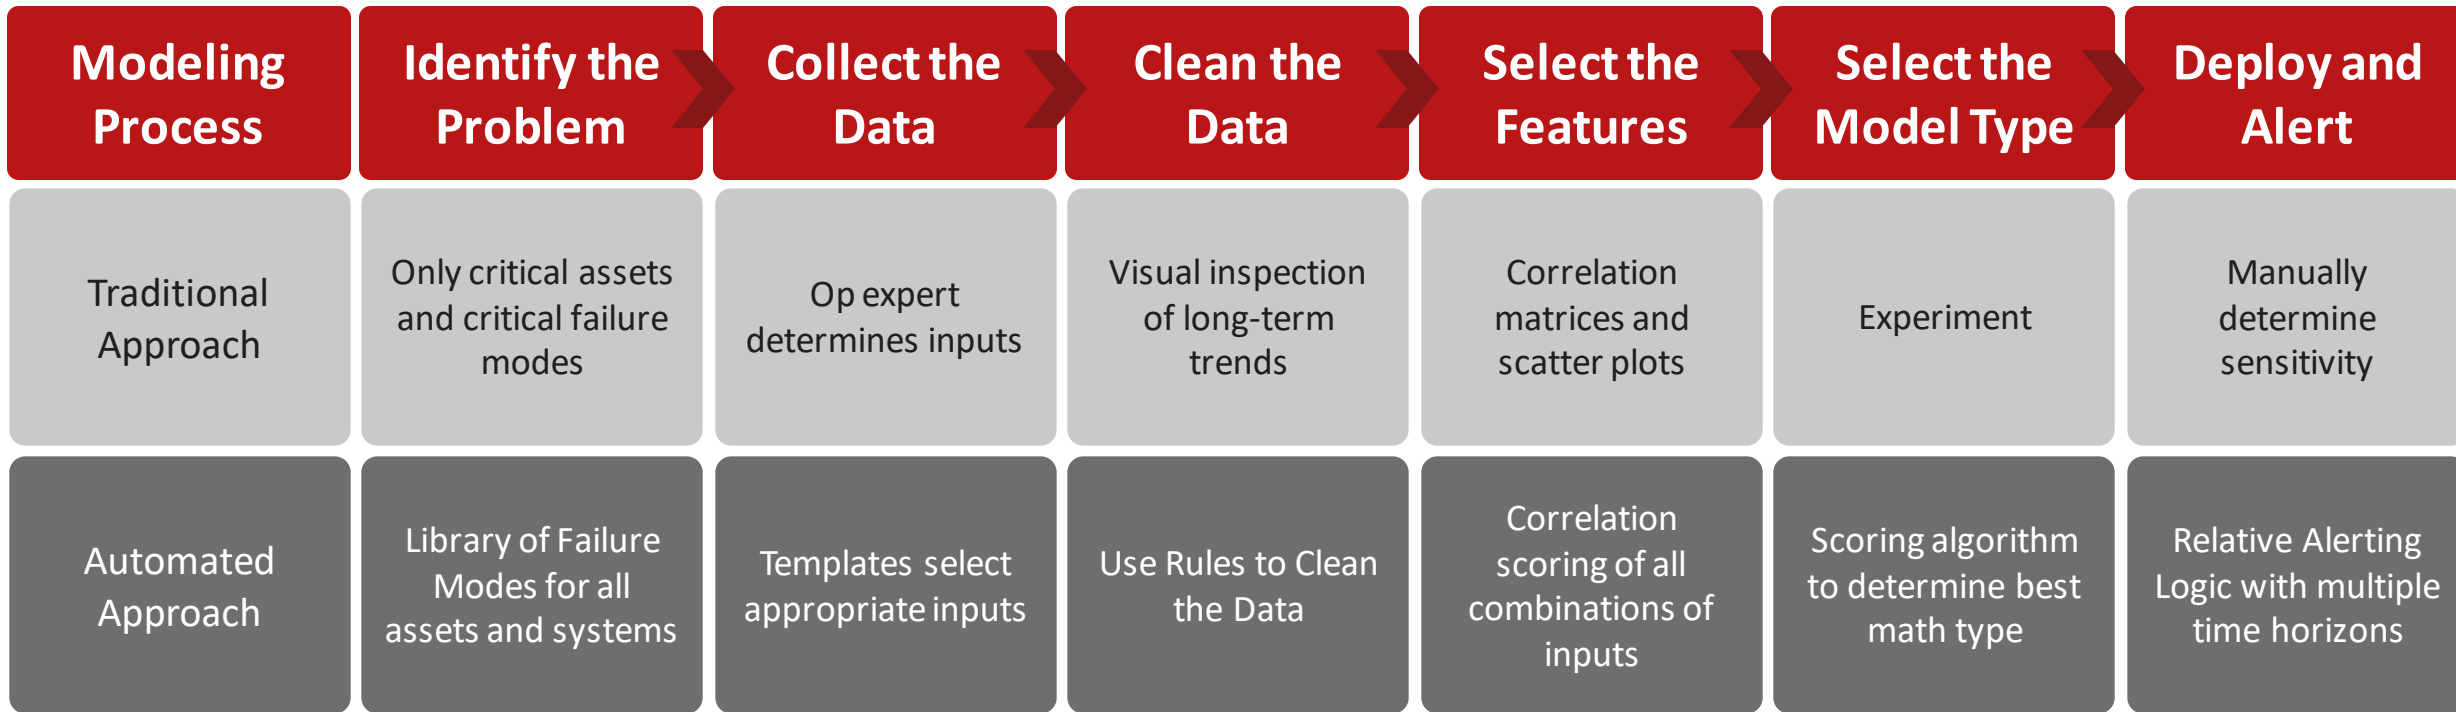 Modeling
Process
Identify the
Problem
Collect the
Data
Clean the
Data
Select the
Features
Select the
Model Type
Deploy and
Alert
Traditional
Approach
Only critical assets
and critical failure
modes
Op expert
determines inputs
Visual inspection
of long-term
trends
Correlation
matrices and
scatter plots
Experiment
Manually
determine
sensitivity
Automated
Approach
Library of Failure
Modes for all
assets and systems
Templates select
appropriate inputs
Use Rules to Clean
the Data
Correlation
scoring of all
combinations of
inputs
Scoring algorithm
to determine best
math type
Relative Alerting
Logic with multiple
time horizons